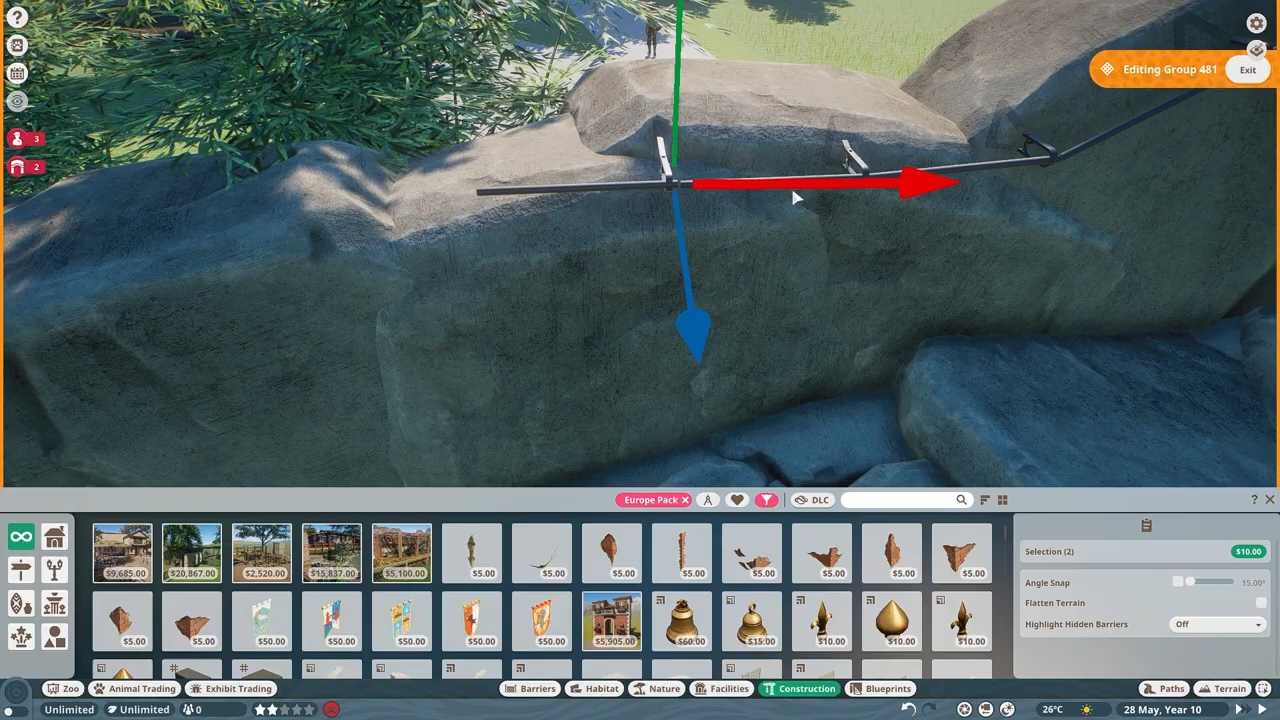 Editing Group 481
Exit
3
2
Europe Pack
DLC
?
$9,685.00 $20,867.00 $2,520.00 $15,837.00 $5,100.00 $5.00 $5.00 $5.00 $5.00 $5.00 $5.00 $5.00 $5.00
Selection (2) $10.00
Angle Snap 15.00°
Flatten Terrain
Highlight Hidden Barriers Off
$5.00 $5.00 $50.00 $50.00 $50.00 $50.00 $50.00 $5,905.00 $60.00 $15.00 $10.00 $10.00 $10.00
Zoo Animal Trading Exhibit Trading Barriers Habitat Nature Facilities Construction Blueprints Paths Terrain
Unlimited Unlimited 0 26°C 28 May, Year 10